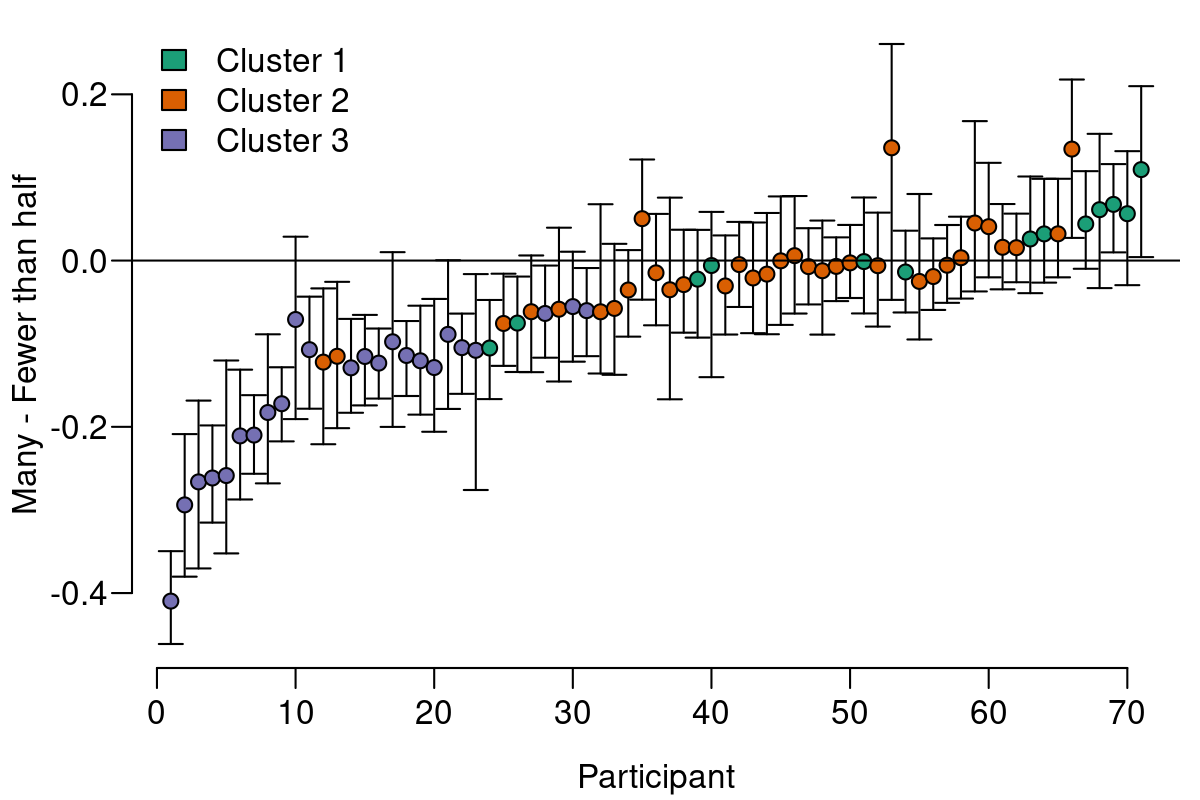 Cluster 1
Cluster 2
Cluster 3
Many - Fewer than half
0.2
0.0
-0.2
-0.4
0 10 20 30 40 50 60 70
Participant